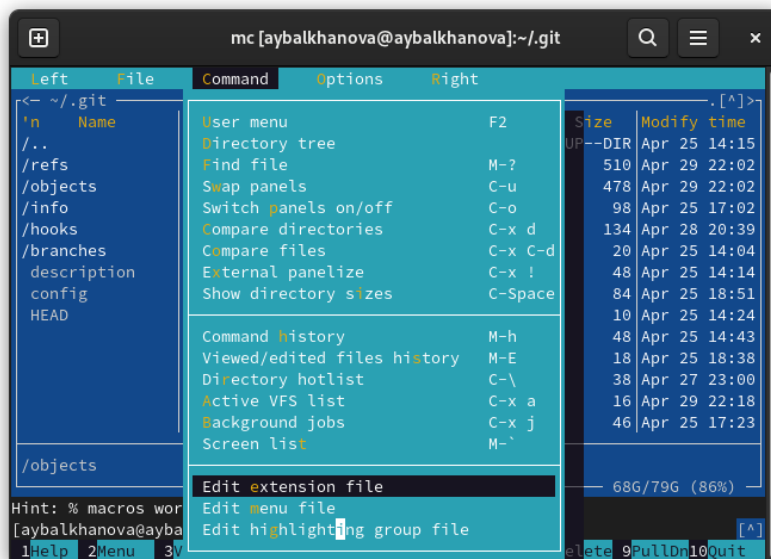 mc [aybalkhanova@aybalkhanova]:~/.git
Left File Command Options Right
<— ~/.git .[^]>
'n Name Size Modify time
/.. UP--DIR Apr 25 14:15
/refs 510 Apr 29 22:02
/objects 478 Apr 29 22:02
/info 98 Apr 25 17:02
/hooks 134 Apr 28 20:39
/branches 20 Apr 25 14:04
description 48 Apr 25 14:14
config 84 Apr 25 18:51
HEAD 10 Apr 25 14:24
48 Apr 25 14:43
18 Apr 25 18:38
38 Apr 27 23:00
16 Apr 29 22:18
46 Apr 25 17:23
User menu F2
Directory tree
Find file M-?
Swap panels C-u
Switch panels on/off C-o
Compare directories C-x d
Compare files C-x C-d
External panelize C-x !
Show directory sizes C-Space
Command history M-h
Viewed/edited files history M-E
Directory hotlist C-\
Active VFS list C-x a
Background jobs C-x j
Screen list M-`
Edit extension file
Edit menu file
Edit highlighting group file
/objects
68G/79G (86%)
Hint: % macros wor
[aybalkhanova@ayba [^]
1Help 2Menu 3V elete 9PullDn10Quit